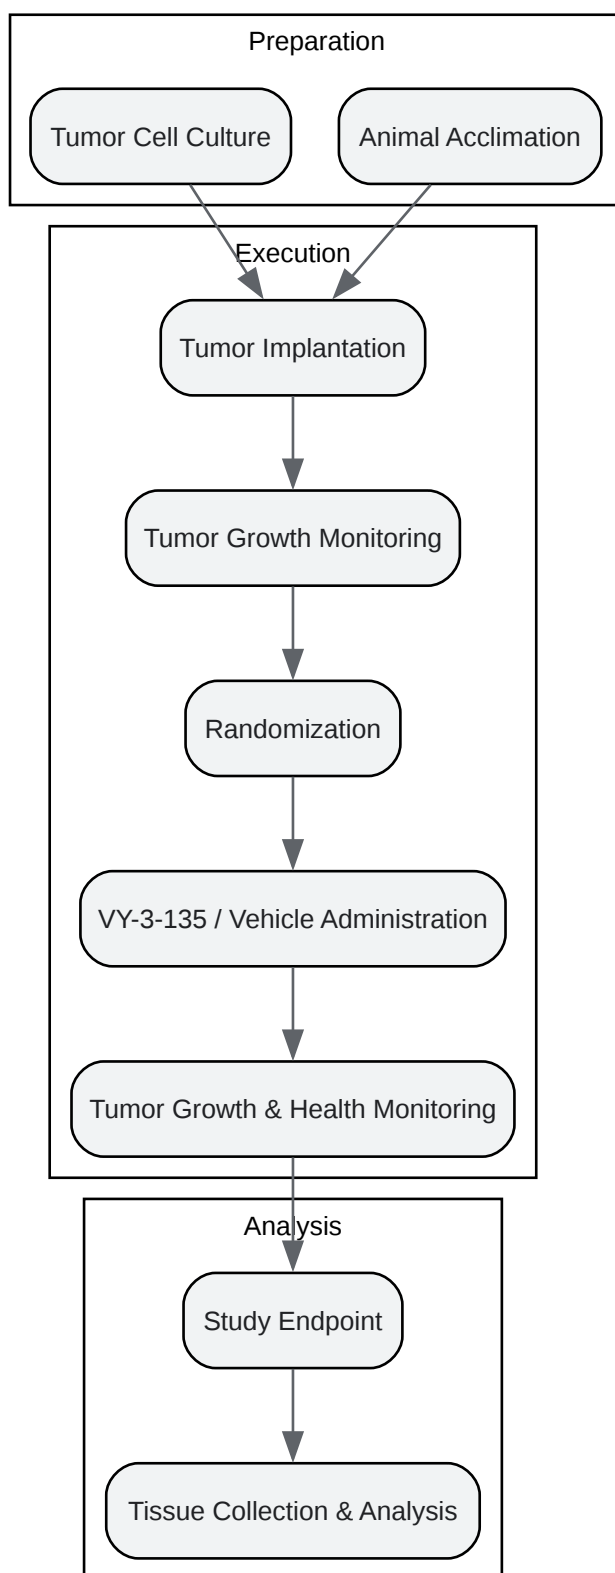 Preparation
Tumor Cell Culture
Animal Acclimation
Execution
Tumor Implantation
Tumor Growth Monitoring
Randomization
VY-3-135 / Vehicle Administration
Tumor Growth & Health Monitoring
Analysis
Study Endpoint
Tissue Collection & Analysis